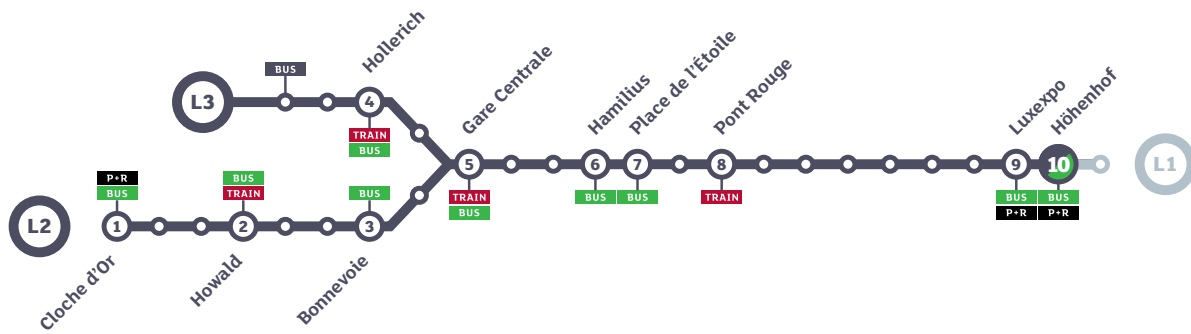 L3
BUS
Hollerich
4
TRAIN
BUS
Gare Centrale
5
TRAIN
BUS
Hamilius
6
BUS
Place de l'Étoile
7
BUS
Pont Rouge
8
TRAIN
Luxexpo
9
BUS
P+R
Höhenhof
10
BUS
P+R
L1
L2
P+R
BUS
1
Cloche d'Or
BUS
TRAIN
2
Howald
BUS
3
Bonnevoie